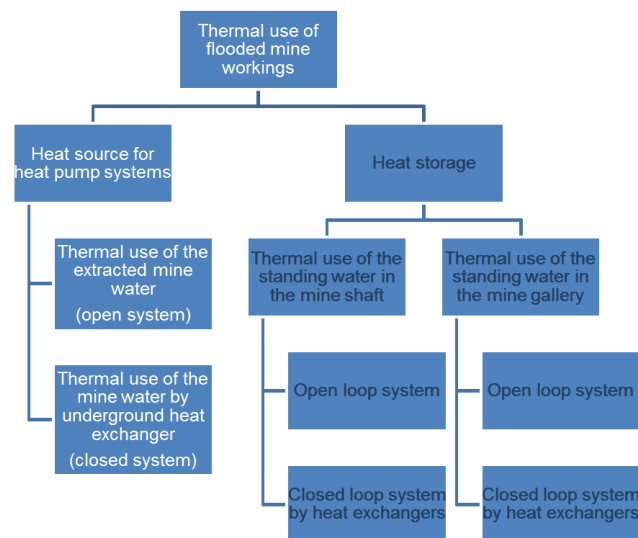 Thermal use of
flooded mine
workings
Heat source for
heat pump systems
Heat storage
Thermal use of the
extracted mine
water
(open system)
Thermal use of the
mine water by
underground heat
exchanger
(closed system)
Thermal use of the
standing water in
the mine shaft
Thermal use of the
standing water in
the mine gallery
Open loop system
Open loop system
Closed loop system
by heat exchangers
Closed loop system
by heat exchangers